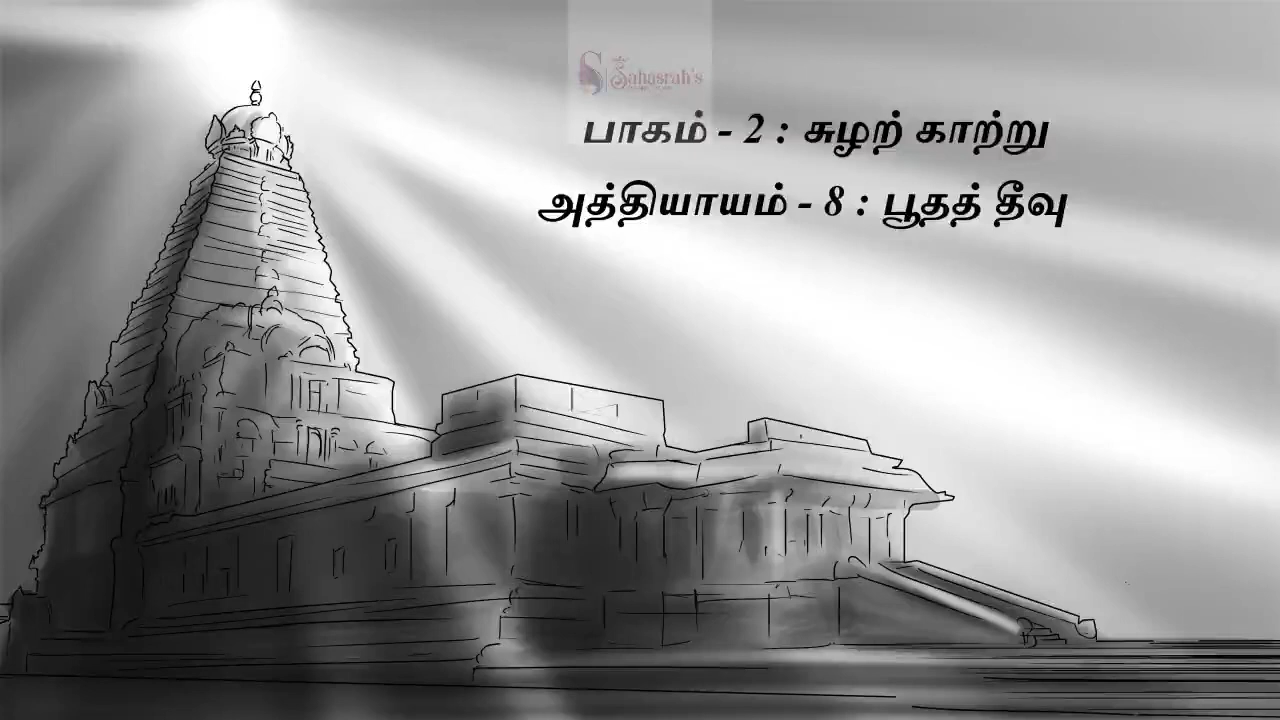 Sahasrah's
பாகம் - 2 : சுழற் காற்று
அத்தியாயம் - 8 : பூதத் தீவு